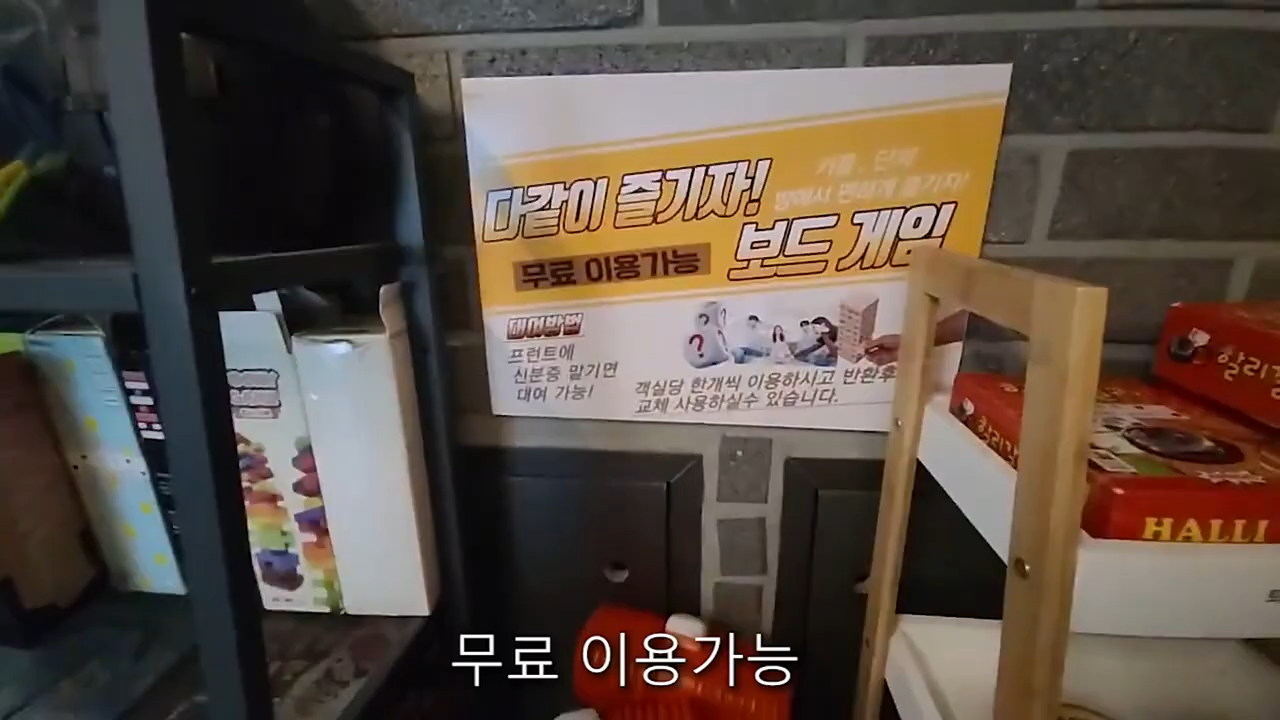 커플, 단체
방에서 편하게 즐기자!
다같이 즐기자!
보드 게임
무료 이용가능
대여방법
프런트에
신분증 맡기면
대여 가능!
객실당 한개씩 이용하시고 반환후
교체 사용하실수 있습니다.
할리갈
할리갈
HALLI
무료 이용가능